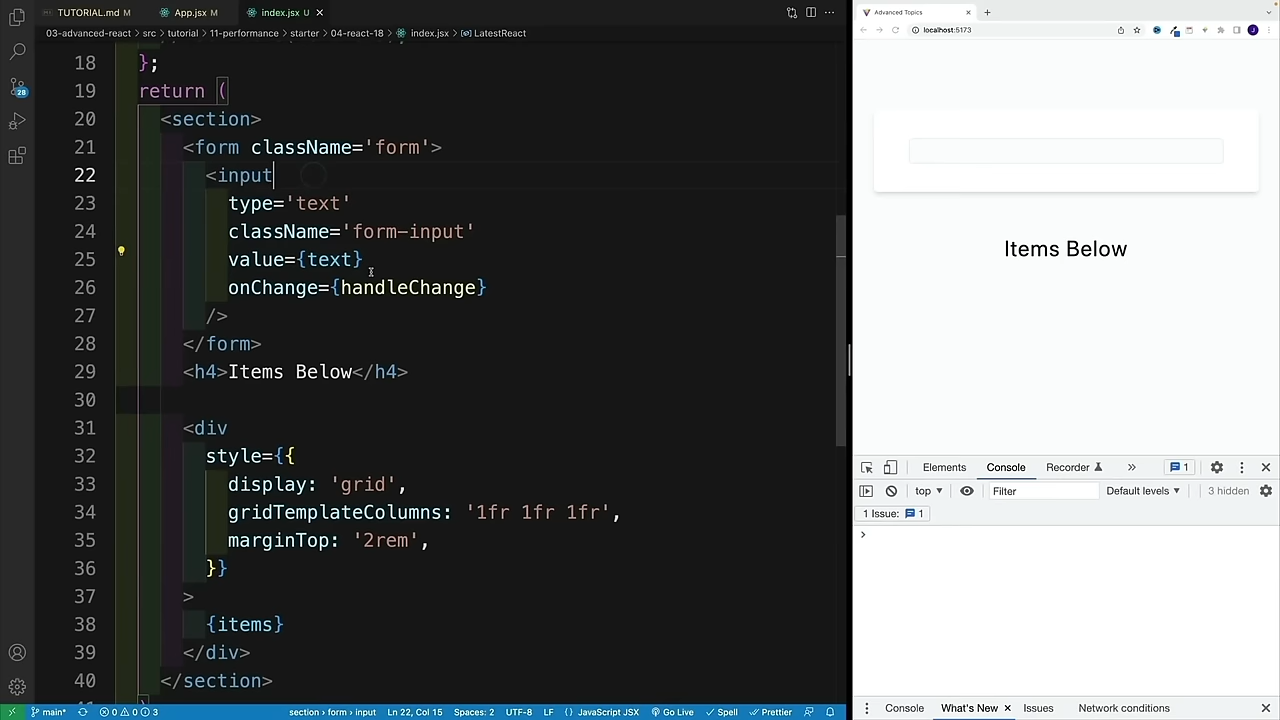 TUTORIAL.md M
App.jsx M
index.jsx U
03-advanced-react > src > tutorial > 11-performance > starter > 04-react-18 > index.jsx > LatestReact
18 };
19 return (
20 <section>
21 <form className='form'>
22 <input
23 type='text'
24 className='form-input'
25 value={text}
26 onChange={handleChange}
27 />
28 </form>
29 <h4>Items Below</h4>
30
31 <div
32 style={{
33 display: 'grid',
34 gridTemplateColumns: '1fr 1fr 1fr',
35 marginTop: '2rem',
36 }}
37 >
38 {items}
39 </div>
40 </section>
28
main* 0 0 3 section > form > input Ln 22, Col 15 Spaces: 2 UTF-8 LF {} JavaScript JSX Go Live Spell Prettier
Advanced Topics
localhost:5173
J
Items Below
Elements Console Recorder 1
top Filter Default levels 3 hidden
1 Issue: 1
Console What's New Issues Network conditions